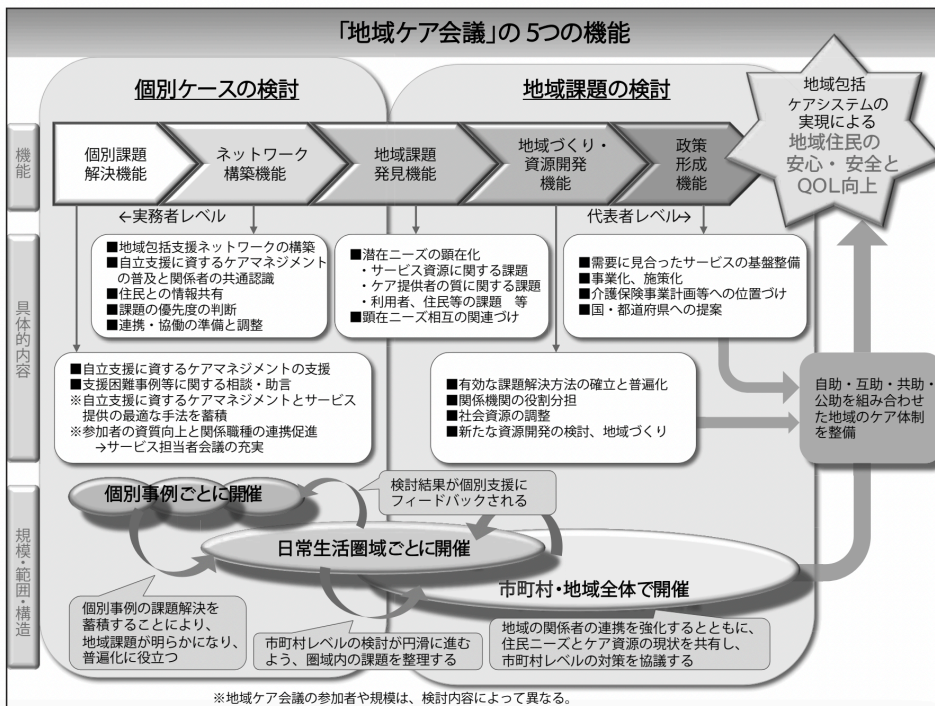 「地域ケア会議」の 5つの機能
個別ケースの検討
地域課題の検討
地域包括
ケアシステムの
実現による
地域住民の
安心・安全と
QOL向上
機能
個別課題
解決機能
ネットワーク
構築機能
地域課題
発見機能
地域づくり・
資源開発
機能
政策
形成
機能
←実務者レベル
代表者レベル→
具体的内容
■地域包括支援ネットワークの構築
■自立支援に資するケアマネジメント
の普及と関係者の共通認識
■住民との情報共有
■課題の優先度の判断
■連携・協働の準備と調整
■潜在ニーズの顕在化
・サービス資源に関する課題
・ケア提供者の質に関する課題
・利用者、住民等の課題 等
■顕在ニーズ相互の関連づけ
■需要に見合ったサービスの基盤整備
■事業化、施策化
■介護保険事業計画等への位置づけ
■国・都道府県への提案
■自立支援に資するケアマネジメントの支援
■支援困難事例等に関する相談・助言
※自立支援に資するケアマネジメントとサービス
提供の最適な手法を蓄積
※参加者の資質向上と関係職種の連携促進
→サービス担当者会議の充実
■有効な課題解決方法の確立と普遍化
■関係機関の役割分担
■社会資源の調整
■新たな資源開発の検討、地域づくり
自助・互助・共助・
公助を組み合わせ
た地域のケア体制
を整備
規模・範囲・構造
個別事例ごとに開催
検討結果が個別支援に
フィードバックされる
日常生活圏域ごとに開催
市町村・地域全体で開催
個別事例の課題解決を
蓄積することにより、
地域課題が明らかになり、
普遍化に役立つ
市町村レベルの検討が円滑に進む
よう、圏域内の課題を整理する
地域の関係者の連携を強化するとともに、
住民ニーズとケア資源の現状を共有し、
市町村レベルの対策を協議する
※地域ケア会議の参加者や規模は、検討内容によって異なる。